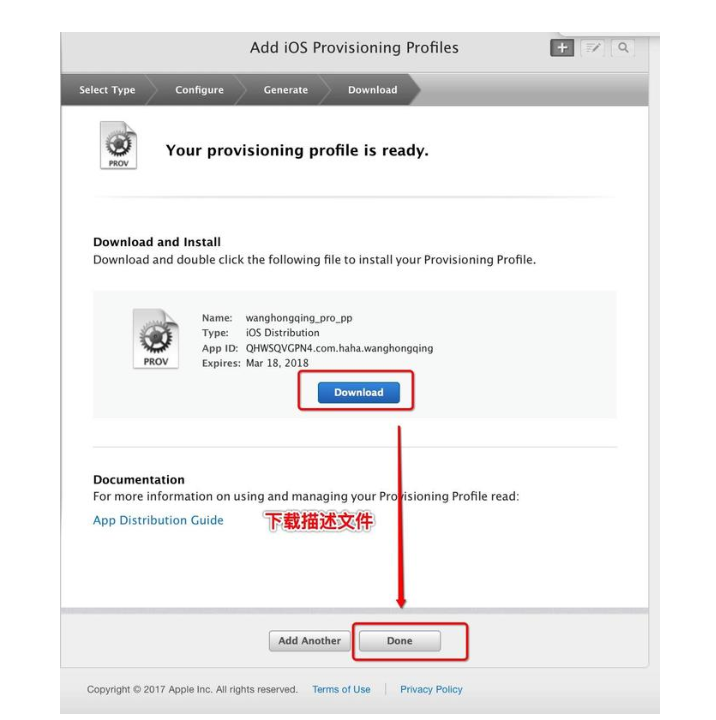 Add iOS Provisioning Profiles
Select Type Configure Generate Download
PROV
Your provisioning profile is ready.
Download and Install
Download and double click the following file to install your Provisioning Profile.
PROV
Name: wanghongqing_pro_pp
Type: iOS Distribution
App ID: QHWSQVGPN4.com.haha.wanghongqing
Expires: Mar 18, 2018
Download
Documentation
For more information on using and managing your Provisioning Profile read:
App Distribution Guide
下载描述文件
Add Another Done
Copyright © 2017 Apple Inc. All rights reserved. Terms of Use Privacy Policy